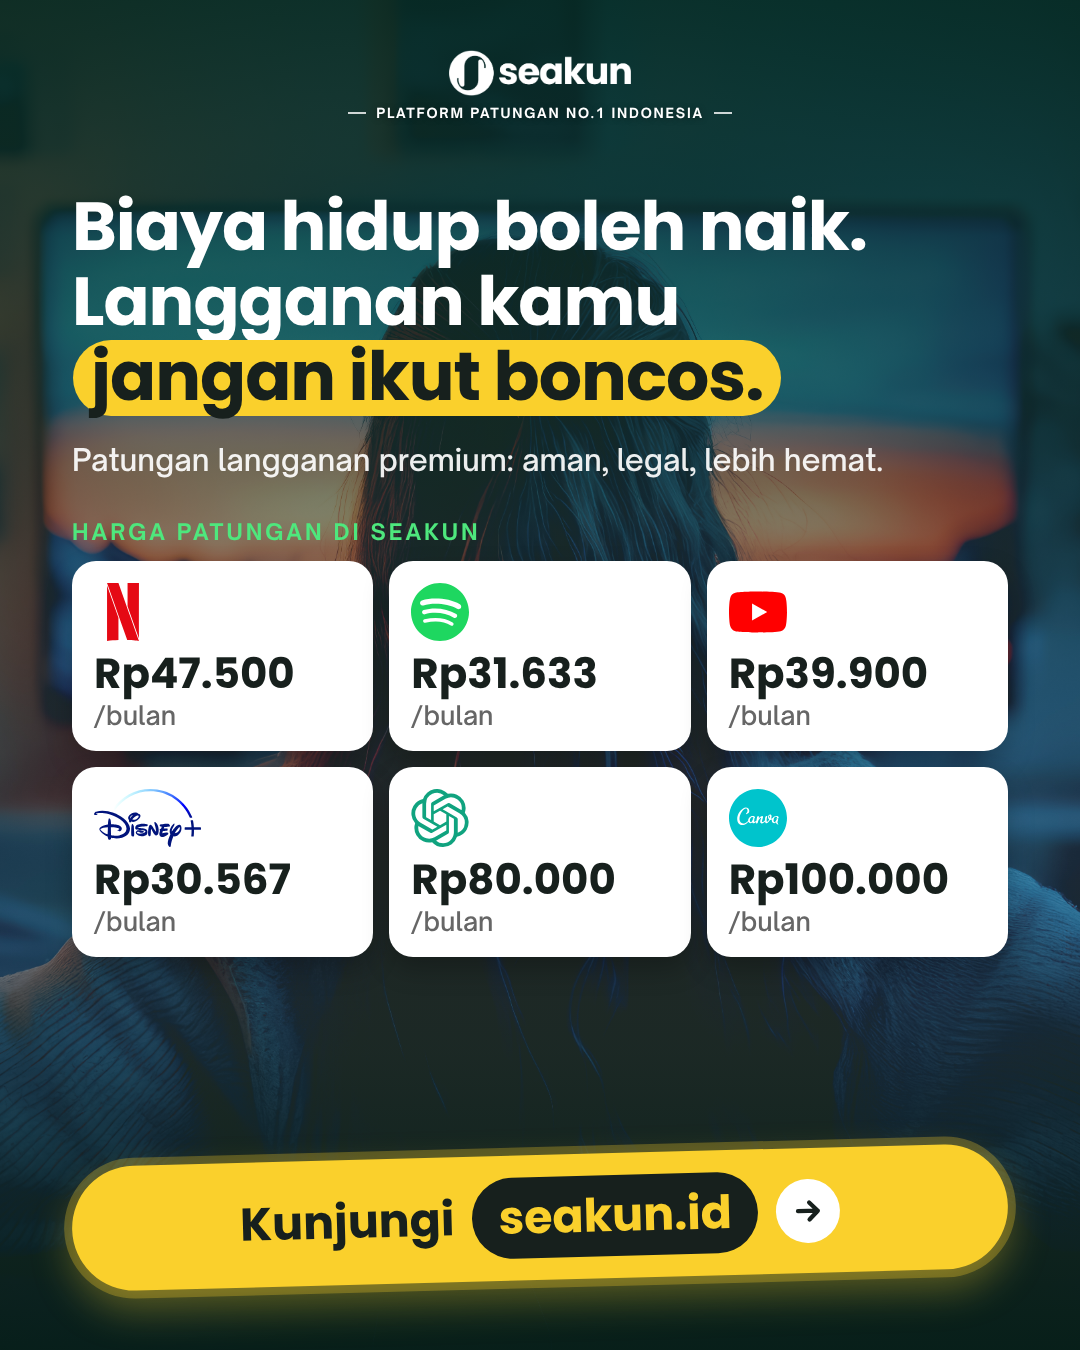 seakun
PLATFORM PATUNGAN NO.1 INDONESIA
Biaya hidup boleh naik.
Langganan kamu
jangan ikut boncos.
Patungan langganan premium: aman, legal, lebih hemat.
HARGA PATUNGAN DI SEAKUN
N
Rp47.500
/bulan
Rp31.633
/bulan
Rp39.900
/bulan
Disney+
Rp30.567
/bulan
Rp80.000
/bulan
Canva
Rp100.000
/bulan
Kunjungi seakun.id